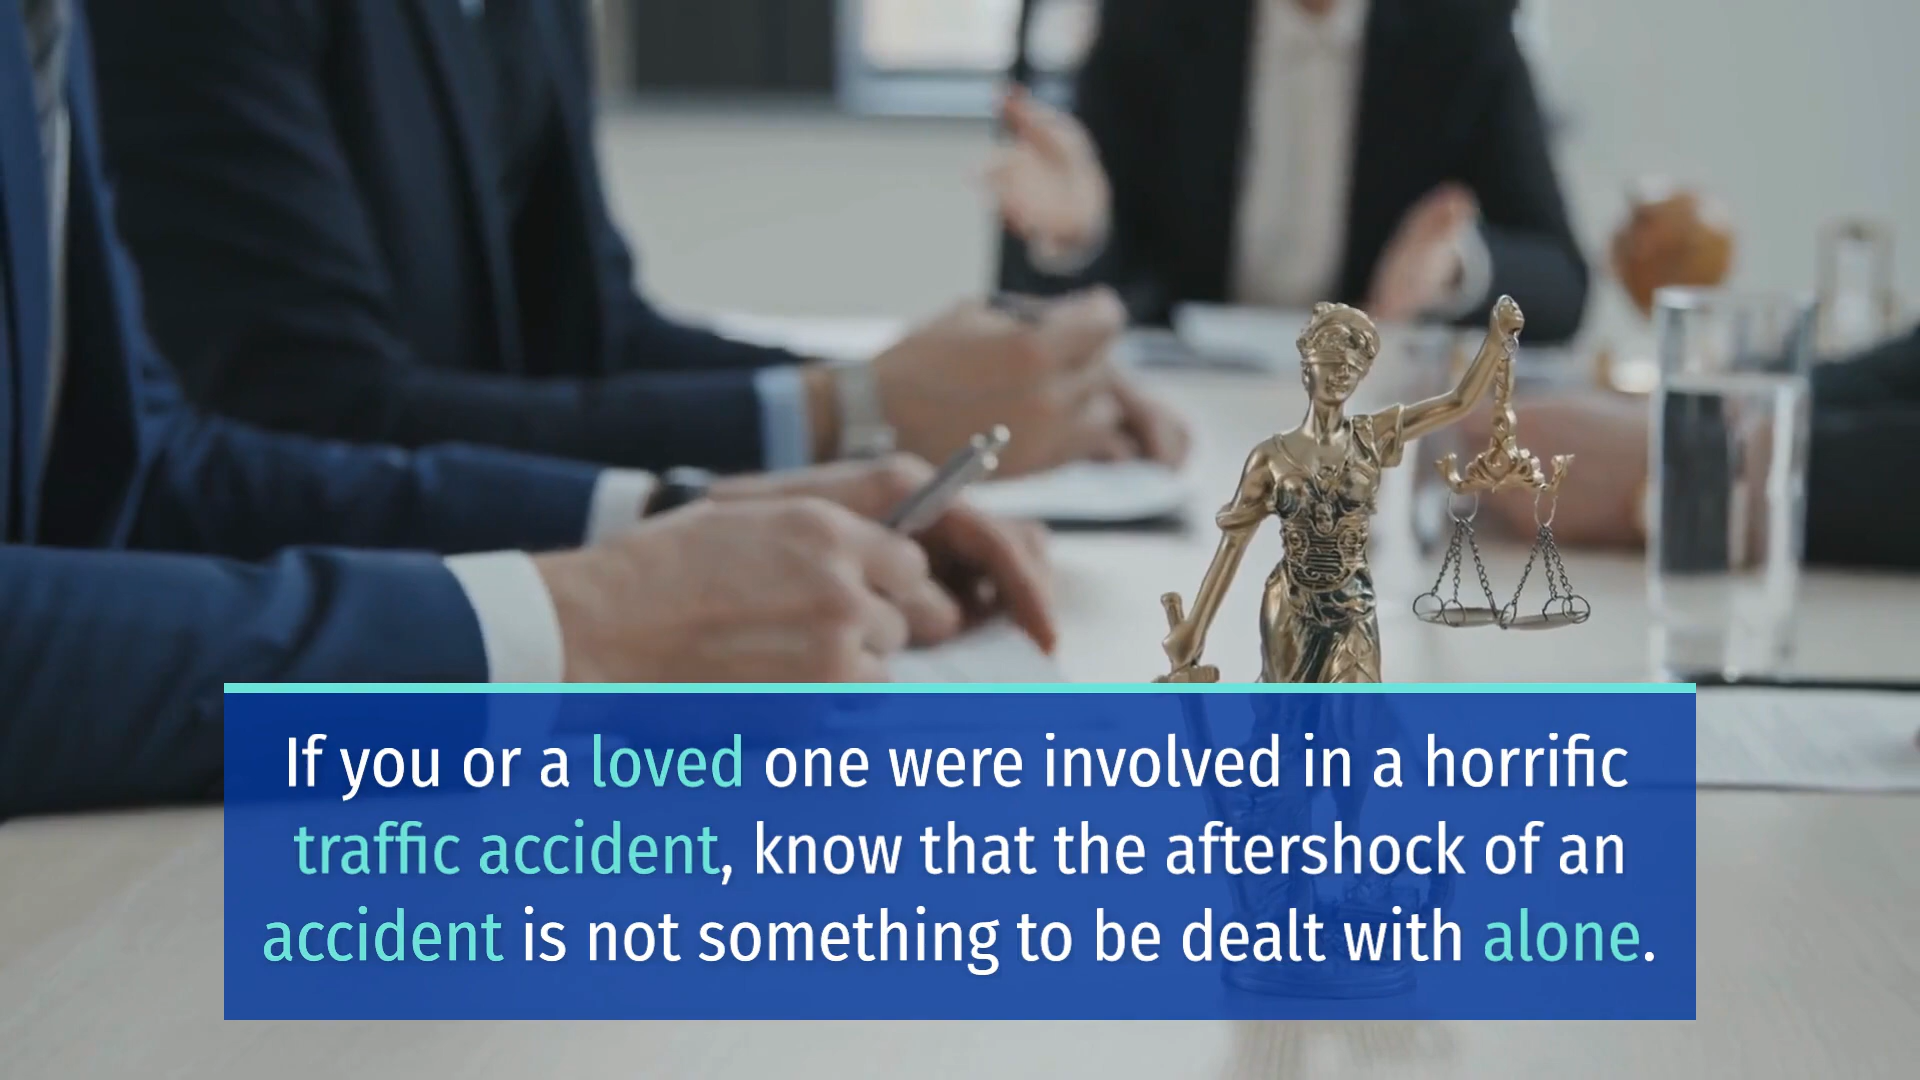 If you or a loved one were involved in a horrific
traffic accident, know that the aftershock of an
accident is not something to be dealt with alone.